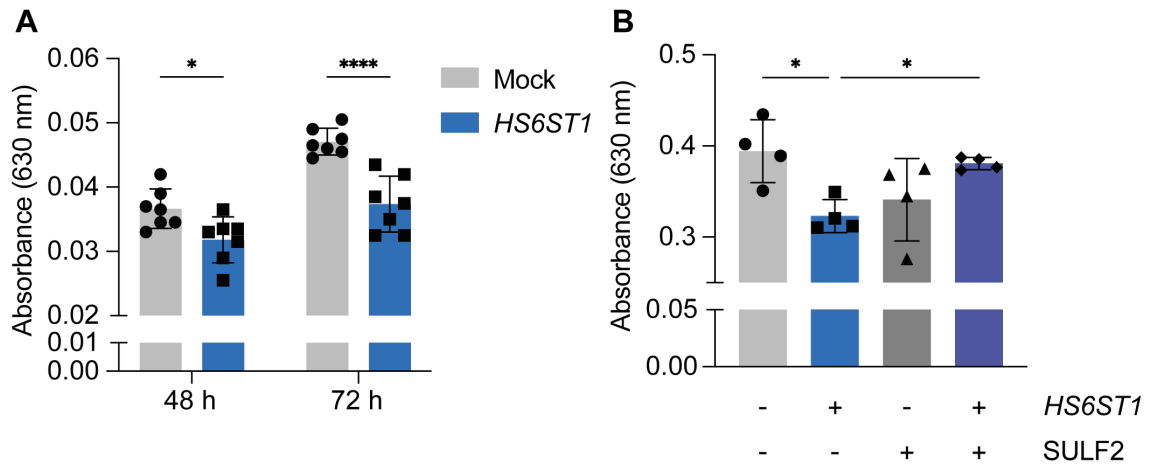 A
B
Absorbance (630 nm)
0.06
0.05
0.04
0.03
0.02
0.01
0.00
*
****
48 h
72 h
Mock
HS6ST1
Absorbance (630 nm)
0.5
0.4
0.3
0.05
0.00
*
*
- + - + HS6ST1
- - + + SULF2